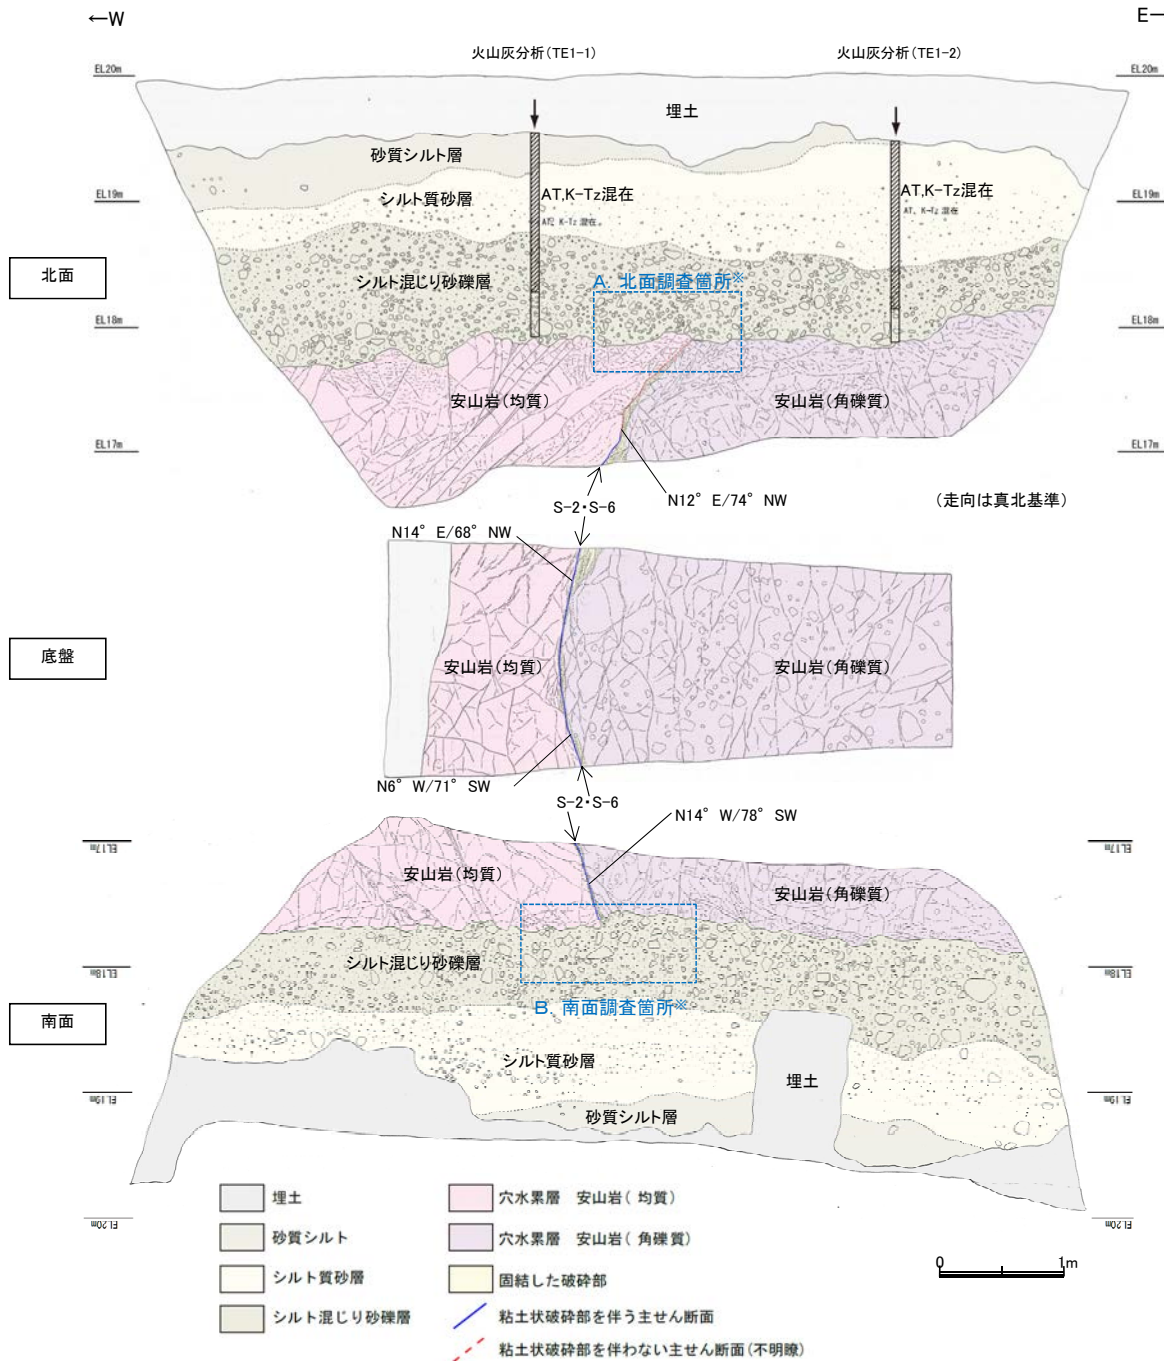 ←W
E→
火山灰分析(TE1-1)
火山灰分析(TE1-2)
EL20m
EL20m
埋土
砂質シルト層
AT,K-Tz混在
AT,K-Tz混在
シルト質砂層
AT, K-Tz 混在。
AT, K-Tz 混在
EL19m
EL19m
北面
シルト混じり砂礫層
A. 北面調査箇所※
EL18m
EL18m
安山岩(均質)
安山岩(角礫質)
EL17m
EL17m
N12° E/74° NW
(走向は真北基準)
S-2・S-6
N14° E/68° NW
底盤
安山岩(均質)
安山岩(角礫質)
N6° W/71° SW
S-2・S-6
N14° W/78° SW
EL17m
EL17m
安山岩(均質)
安山岩(角礫質)
シルト混じり砂礫層
EL18m
EL18m
南面
B. 南面調査箇所※
シルト質砂層
埋土
EL19m
EL19m
砂質シルト層
EL20m
EL20m
埋土
砂質シルト
シルト質砂層
シルト混じり砂礫層
穴水累層 安山岩( 均質)
穴水累層 安山岩( 角礫質)
固結した破砕部
粘土状破砕部を伴う主せん断面
粘土状破砕部を伴わない主せん断面(不明瞭)
0
1m